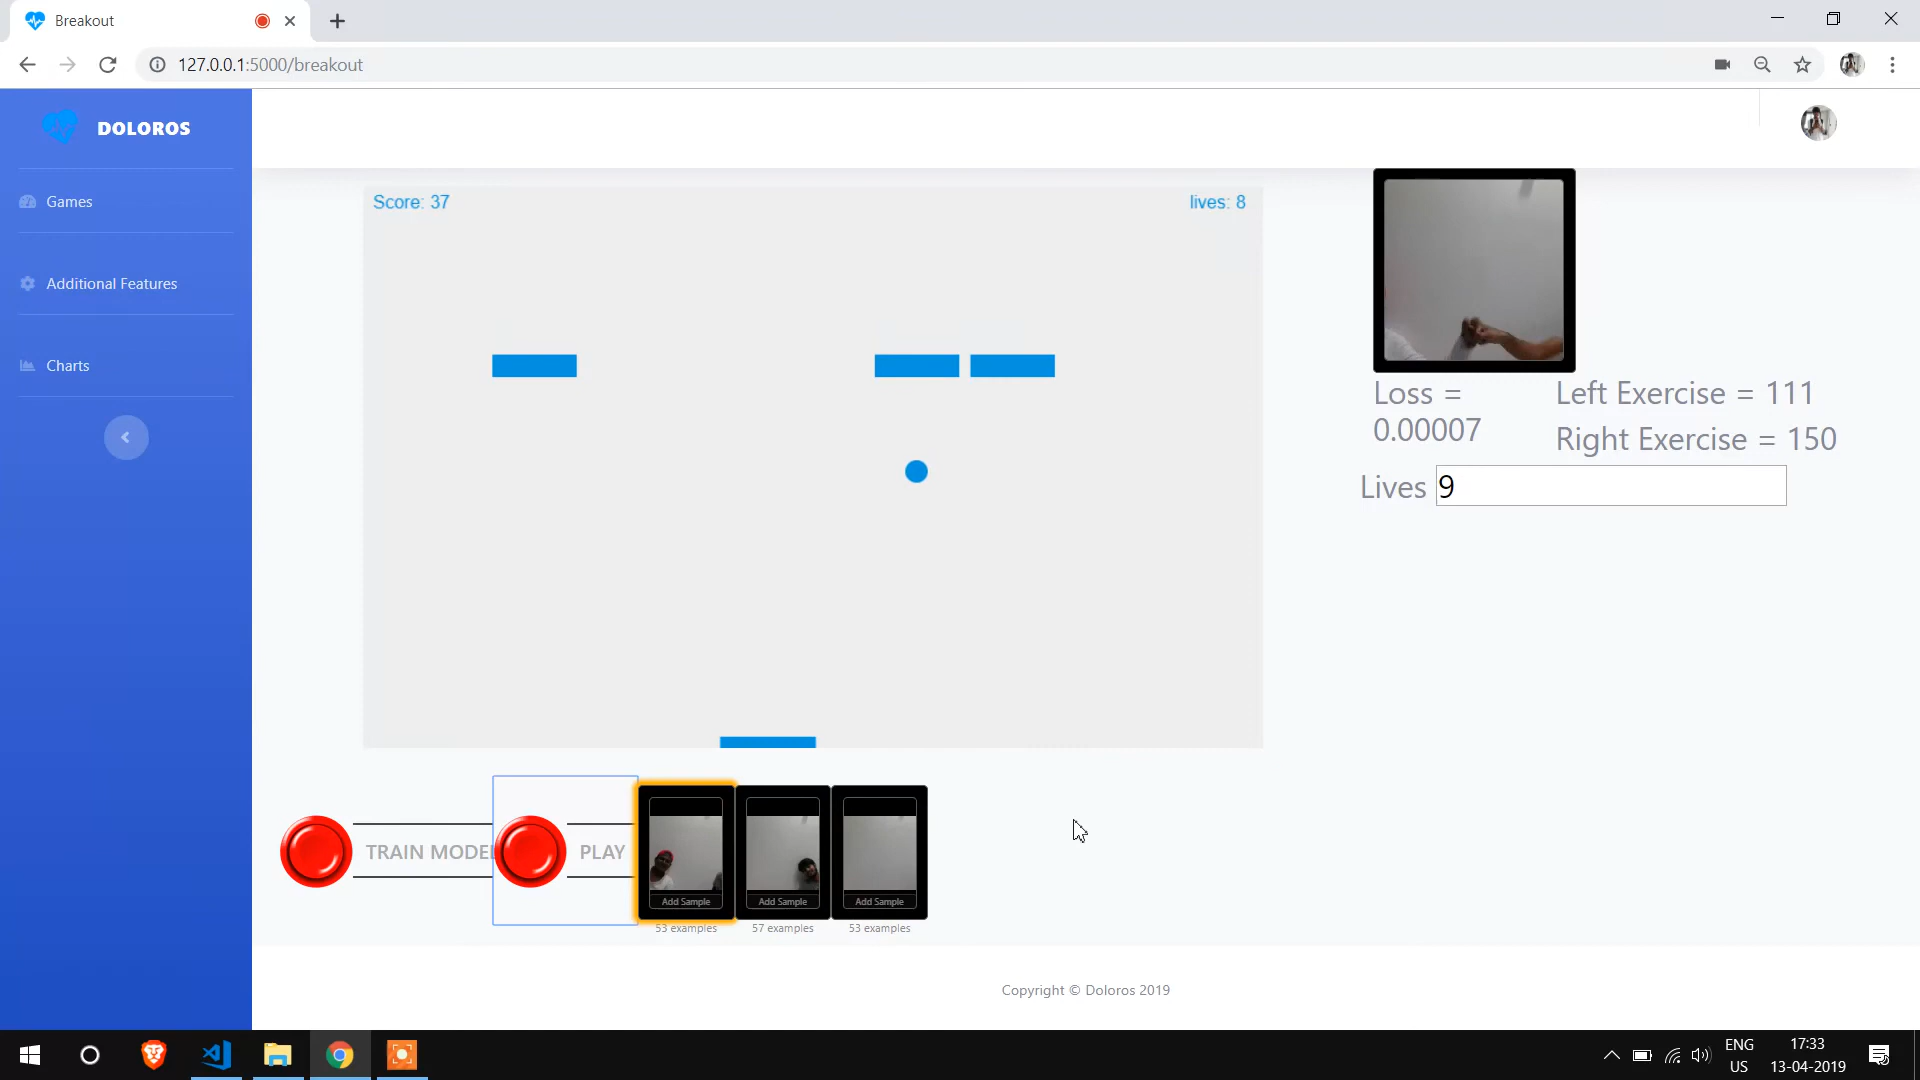 Breakout
127.0.0.1:5000/breakout
DOLOROS
Games
Additional Features
Charts
Score: 37
lives: 8
Loss =
0.00007
Left Exercise = 111
Right Exercise = 150
Lives 9
TRAIN MODEL
PLAY
Add Sample
Add Sample
Add Sample
53 examples
57 examples
53 examples
Copyright © Doloros 2019
ENG
US
17:33
13-04-2019